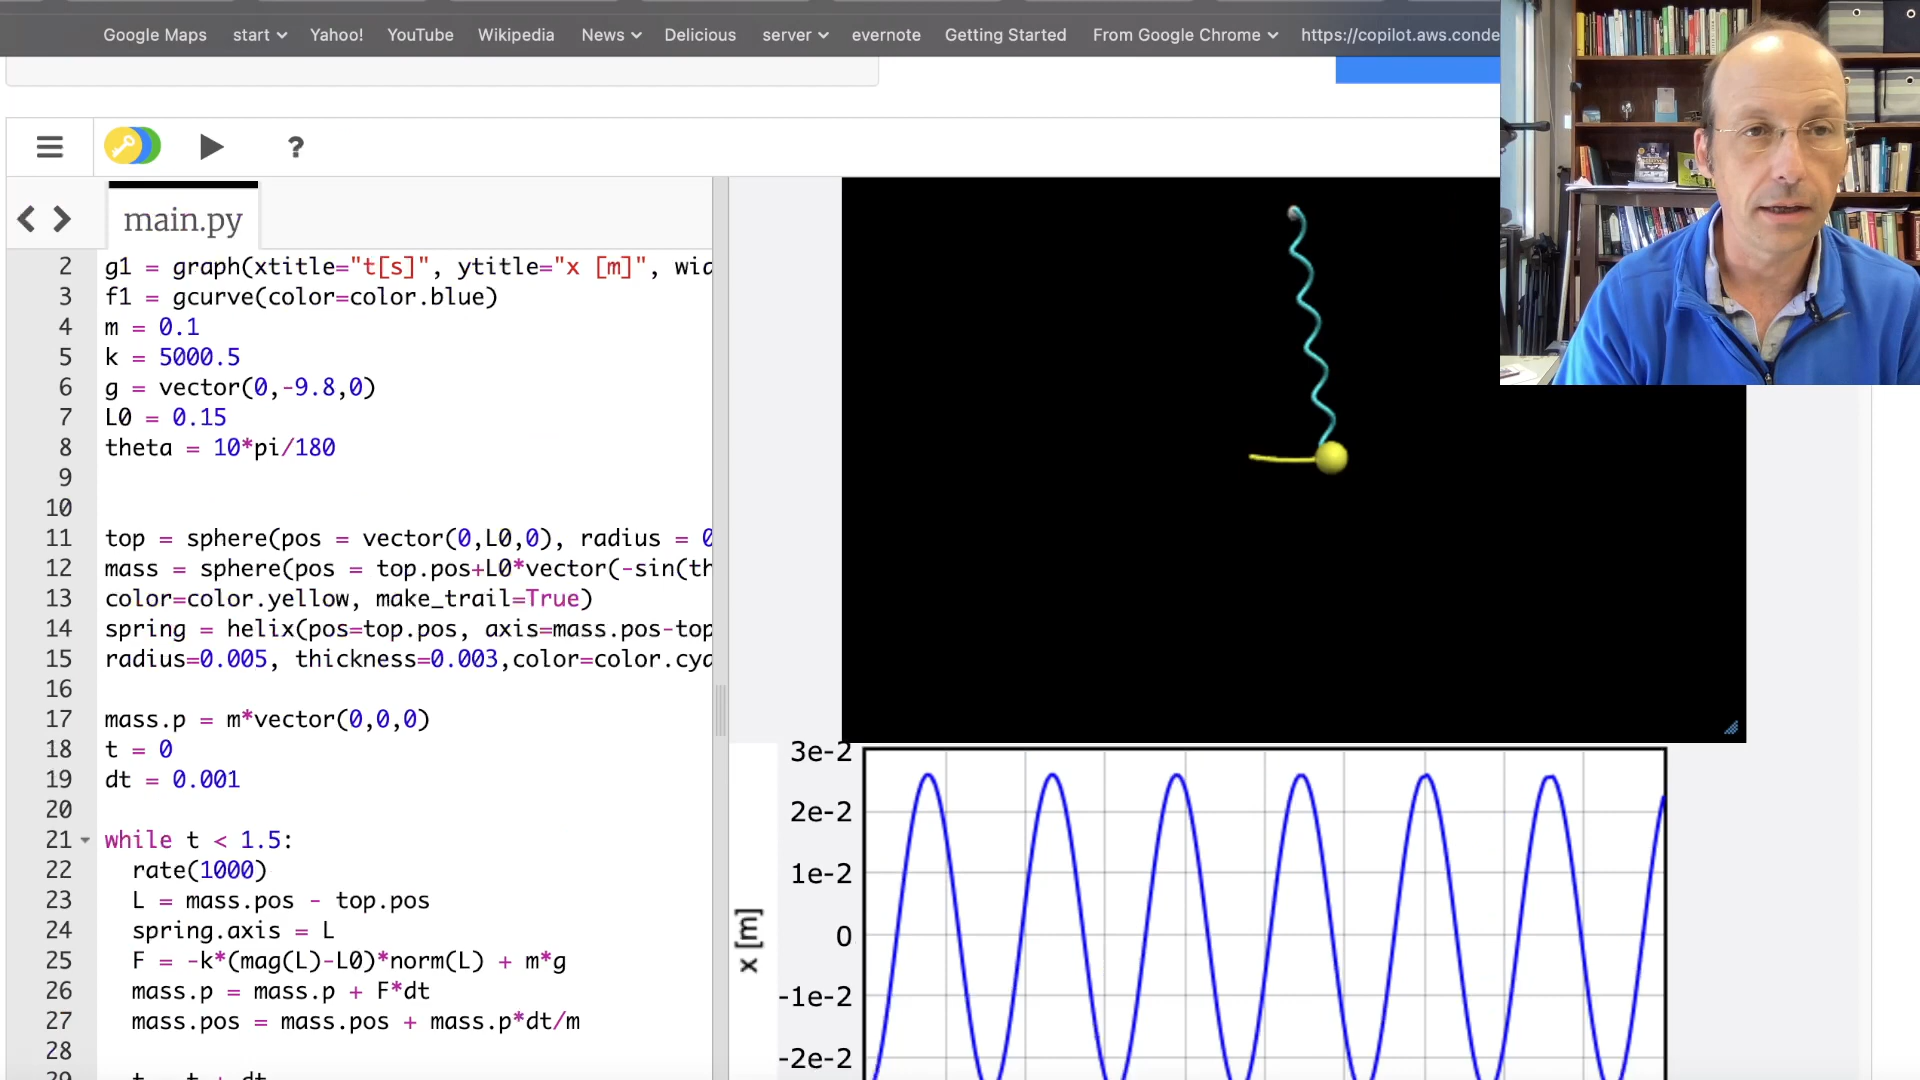 Google Maps start Yahoo! YouTube Wikipedia News Delicious server evernote Getting Started From Google Chrome https://copilot.aws.conde
?
main.py
2 g1 = graph(xtitle="t[s]", ytitle="x [m]", wid
3 f1 = gcurve(color=color.blue)
4 m = 0.1
5 k = 5000.5
6 g = vector(0,-9.8,0)
7 L0 = 0.15
8 theta = 10*pi/180
9
10
11 top = sphere(pos = vector(0,L0,0), radius = 0
12 mass = sphere(pos = top.pos+L0*vector(-sin(th
13 color=color.yellow, make_trail=True)
14 spring = helix(pos=top.pos, axis=mass.pos-top
15 radius=0.005, thickness=0.003,color=color.cya
16
17 mass.p = m*vector(0,0,0)
18 t = 0
19 dt = 0.001
20
21 while t < 1.5:
22 rate(1000)
23 L = mass.pos - top.pos
24 spring.axis = L
25 F = -k*(mag(L)-L0)*norm(L) + m*g
26 mass.p = mass.p + F*dt
27 mass.pos = mass.pos + mass.p*dt/m
28
29 t = t + dt
3e-2
2e-2
1e-2
0
-1e-2
-2e-2
x [m]